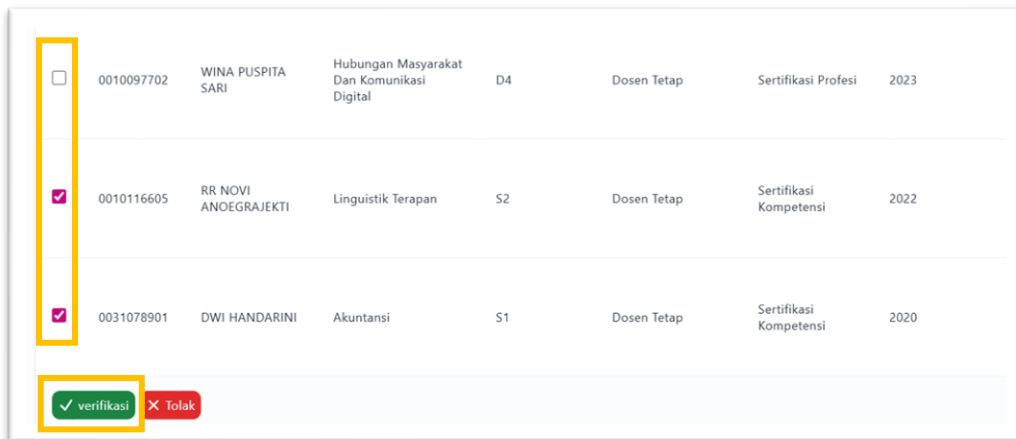 0010097702 WINA PUSPITA SARI Hubungan Masyarakat Dan Komunikasi Digital D4 Dosen Tetap Sertifikasi Profesi 2023
0010116605 RR NOVI ANOEGRAJEKTI Linguistik Terapan S2 Dosen Tetap Sertifikasi Kompetensi 2022
0031078901 DWI HANDARINI Akuntansi S1 Dosen Tetap Sertifikasi Kompetensi 2020
verifikasi Tolak